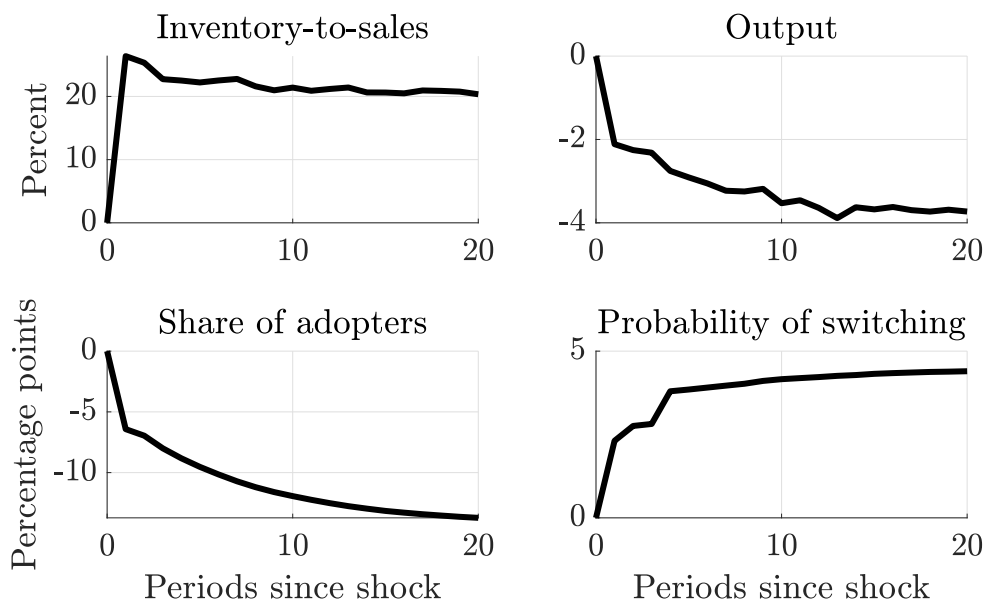 Inventory-to-sales
Percent
20
10
0
0 10 20
Output
0
-2
-4
0 10 20
Share of adopters
Percentage points
0
-5
-10
0 10 20
Periods since shock
Probability of switching
5
0
0 10 20
Periods since shock